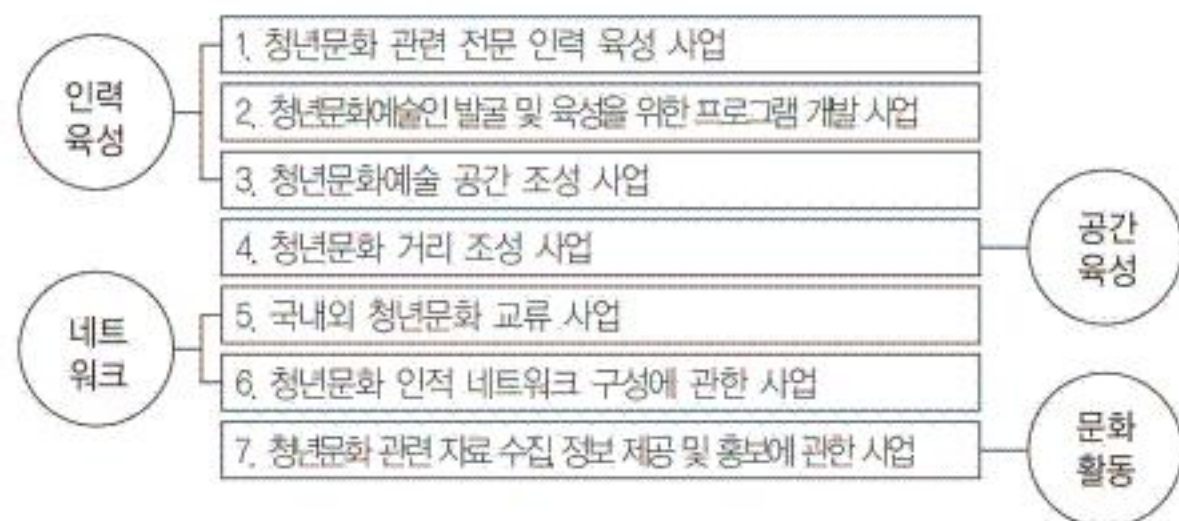 인력
육성
1. 청년문화 관련 전문 인력 육성 사업
2. 청년문화예술인 발굴 및 육성을 위한 프로그램 개발 사업
3. 청년문화예술 공간 조성 사업
4. 청년문화 거리 조성 사업
공간
육성
네트
워크
5. 국내외 청년문화 교류 사업
6. 청년문화 인적 네트워크 구성에 관한 사업
7. 청년문화 관련 자료 수집, 정보 제공 및 홍보에 관한 사업
문화
활동